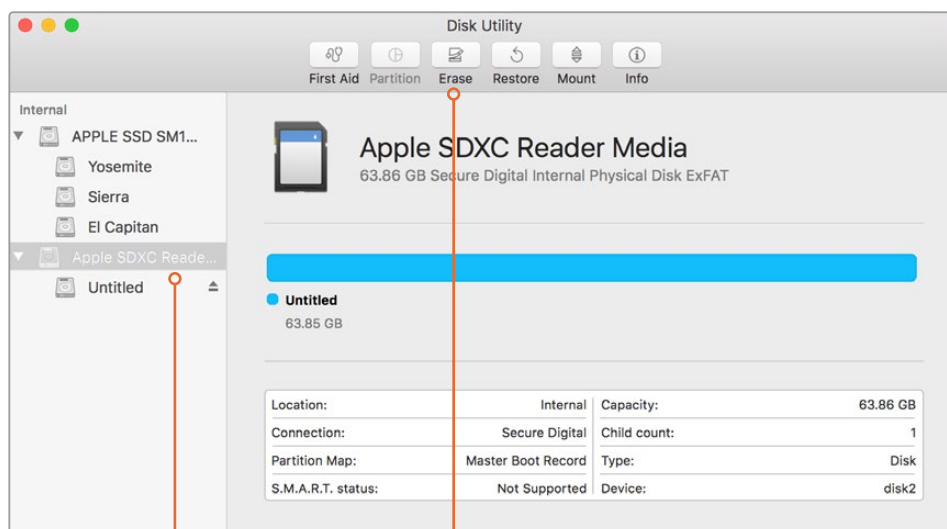 Disk Utility
First Aid Partition Erase Restore Mount Info
Internal
APPLE SSD SM1...
Yosemite
Sierra
El Capitan
Apple SDXC Reade...
Untitled
Apple SDXC Reader Media
63.86 GB Secure Digital Internal Physical Disk ExFAT
Untitled
63.85 GB
Location: Internal Capacity: 63.86 GB
Connection: Secure Digital Child count: 1
Partition Map: Master Boot Record Type: Disk
S.M.A.R.T. status: Not Supported Device: disk2